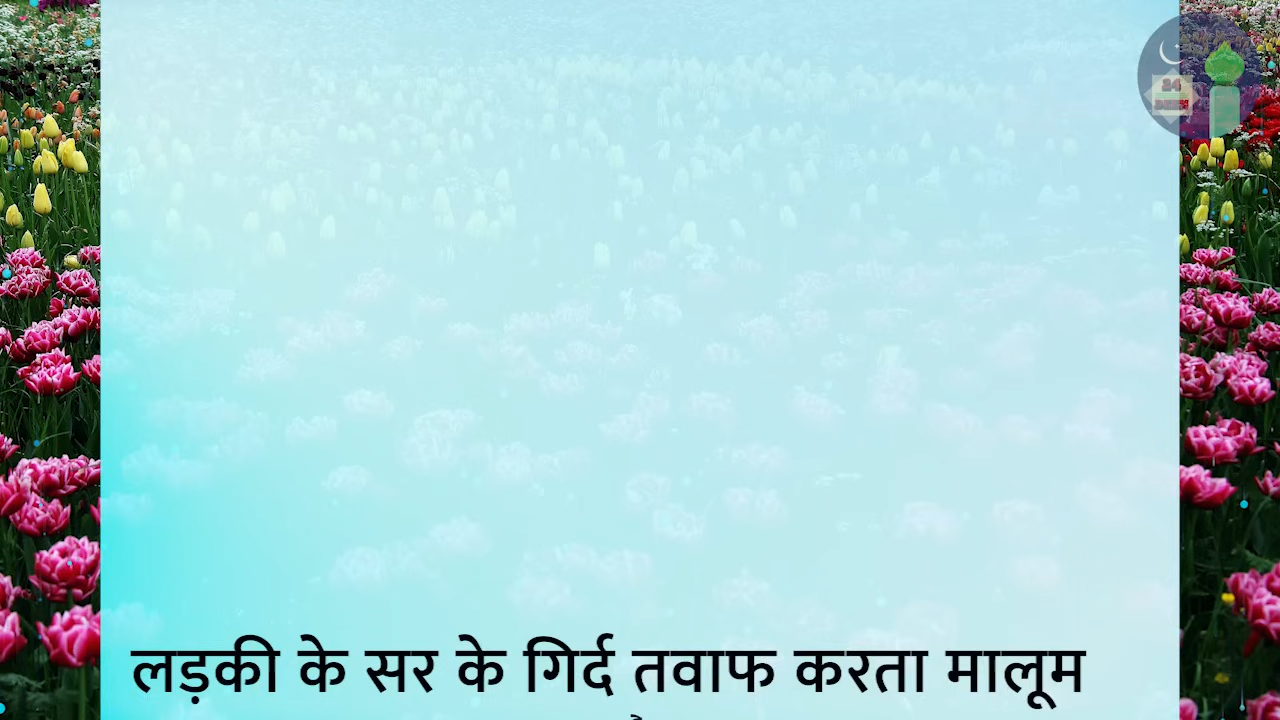 लड़की के सर के गिर्द तवाफ करता मालूम